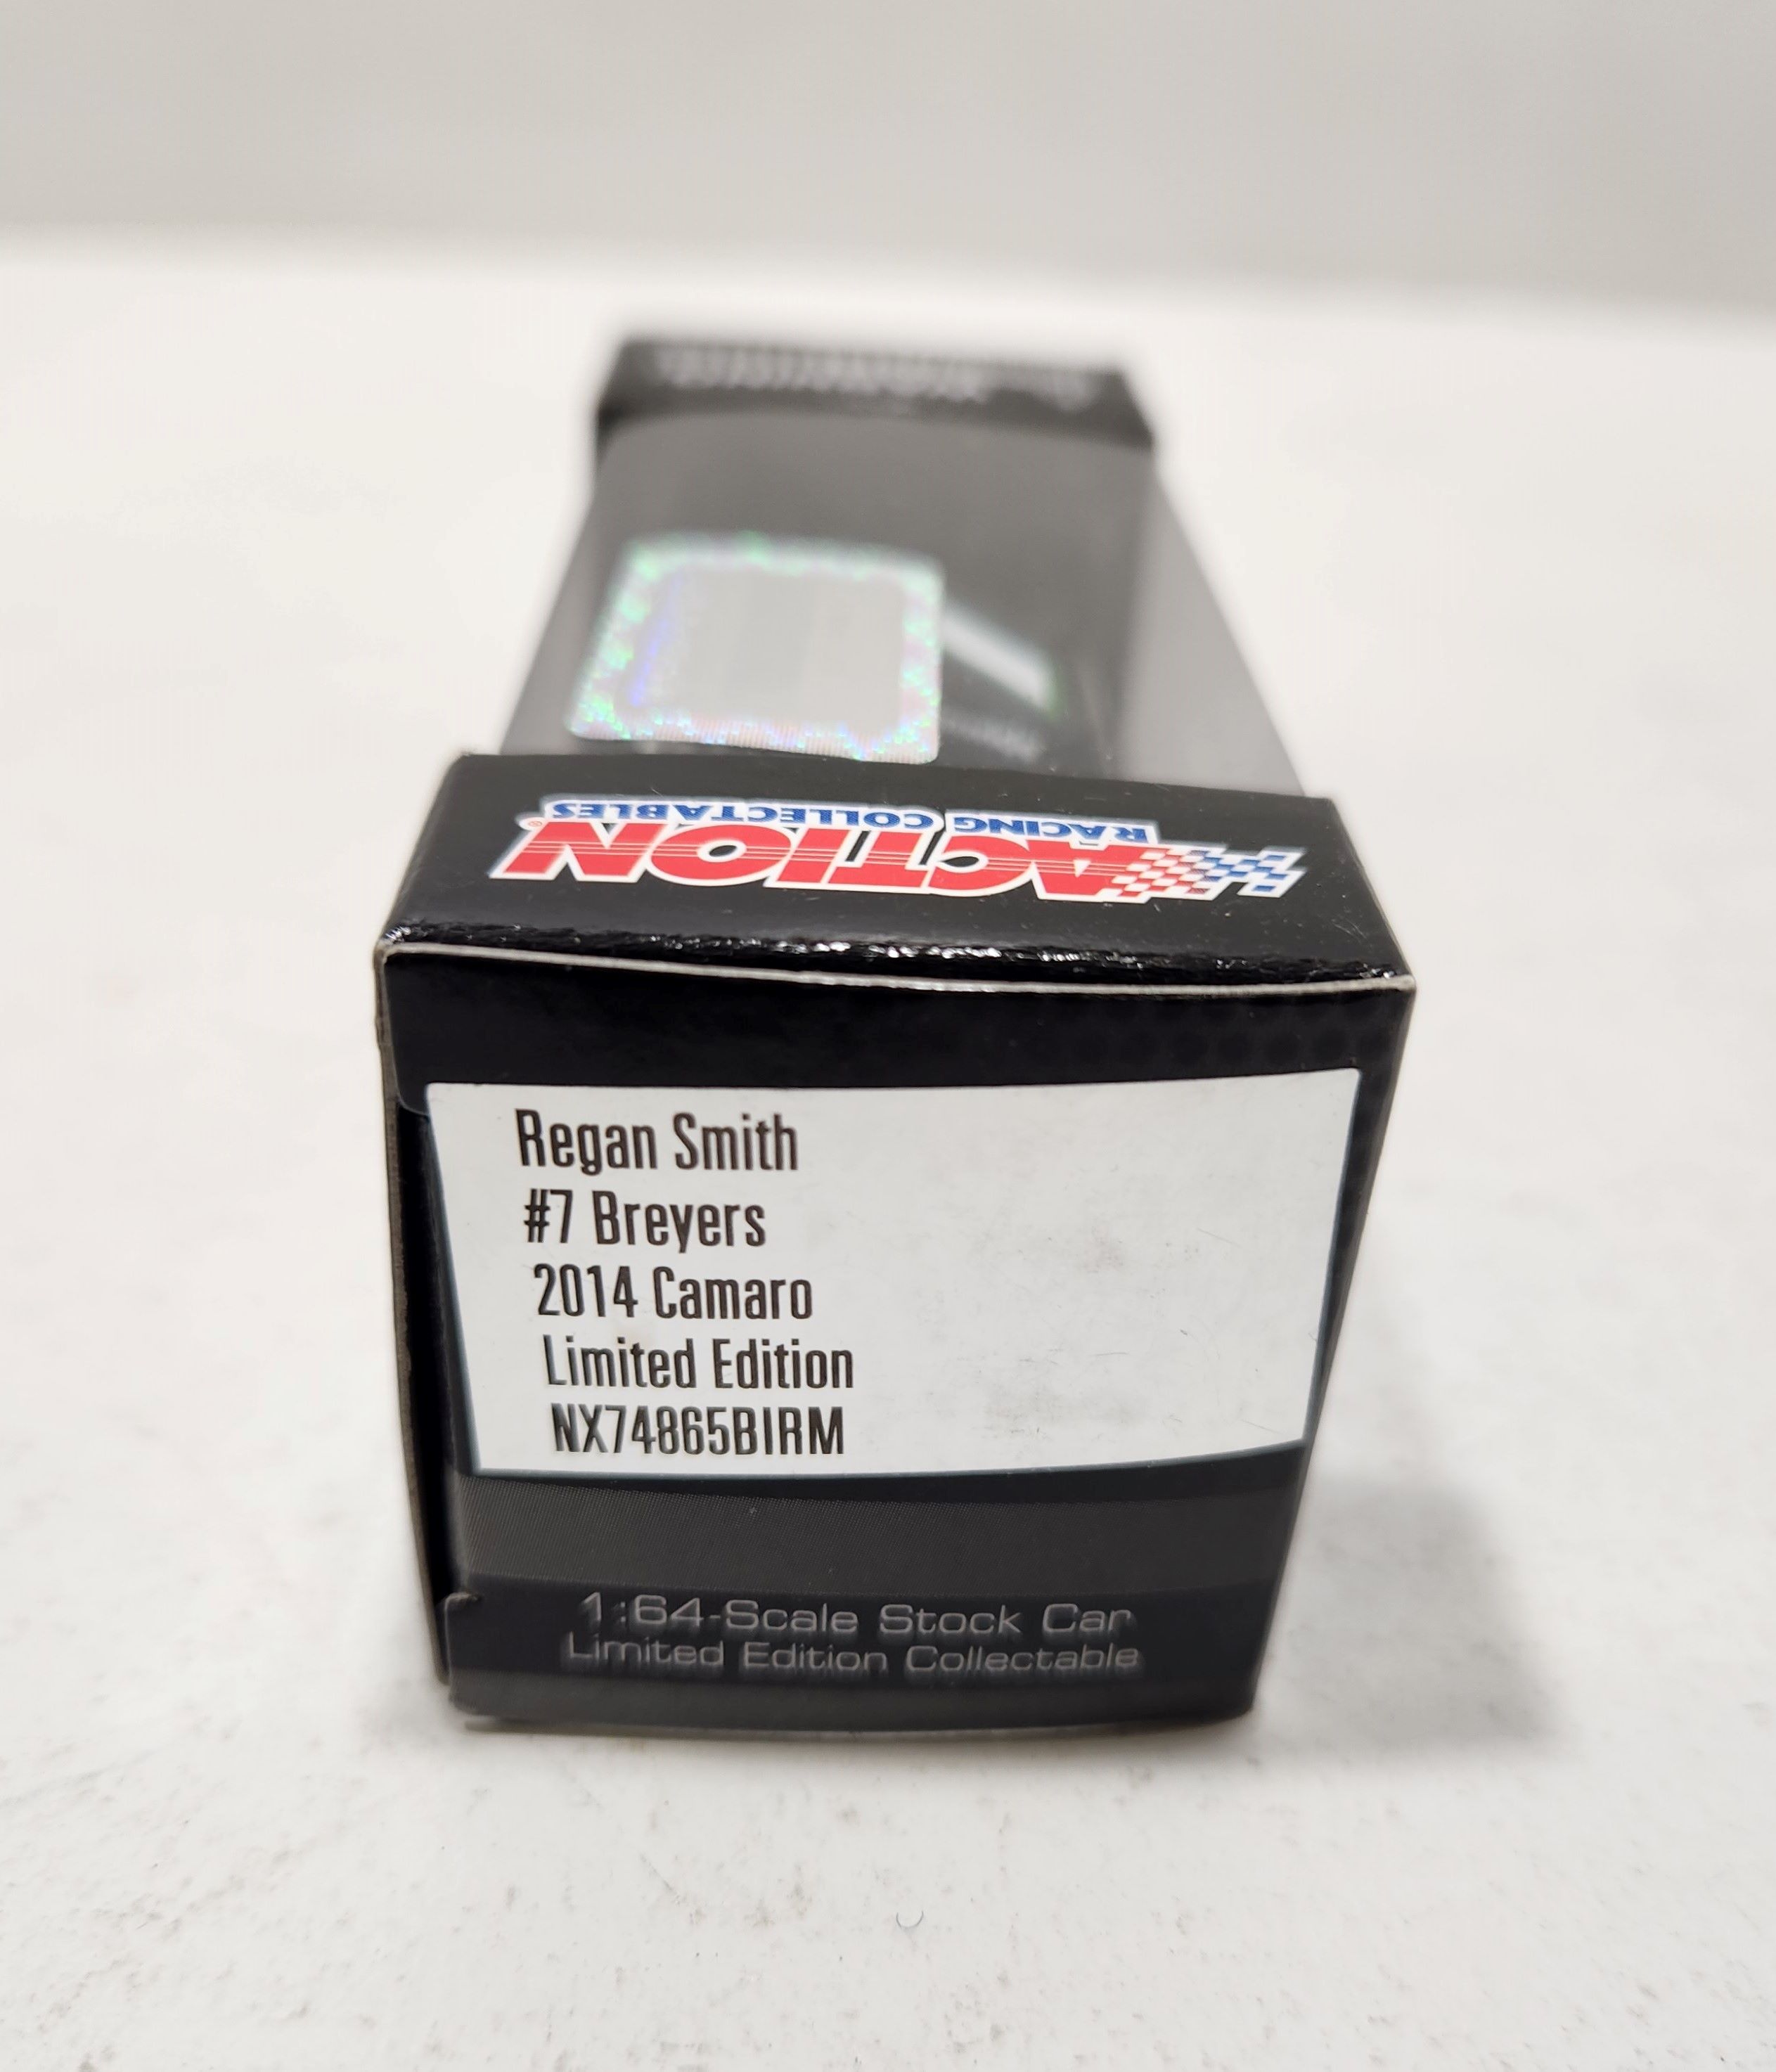 ACTION®
RACING COLLECTABLES
Regan Smith
#7 Breyers
2014 Camaro
Limited Edition
NX74865BIRM
1:64-Scale Stock Car
Limited Edition Collectable